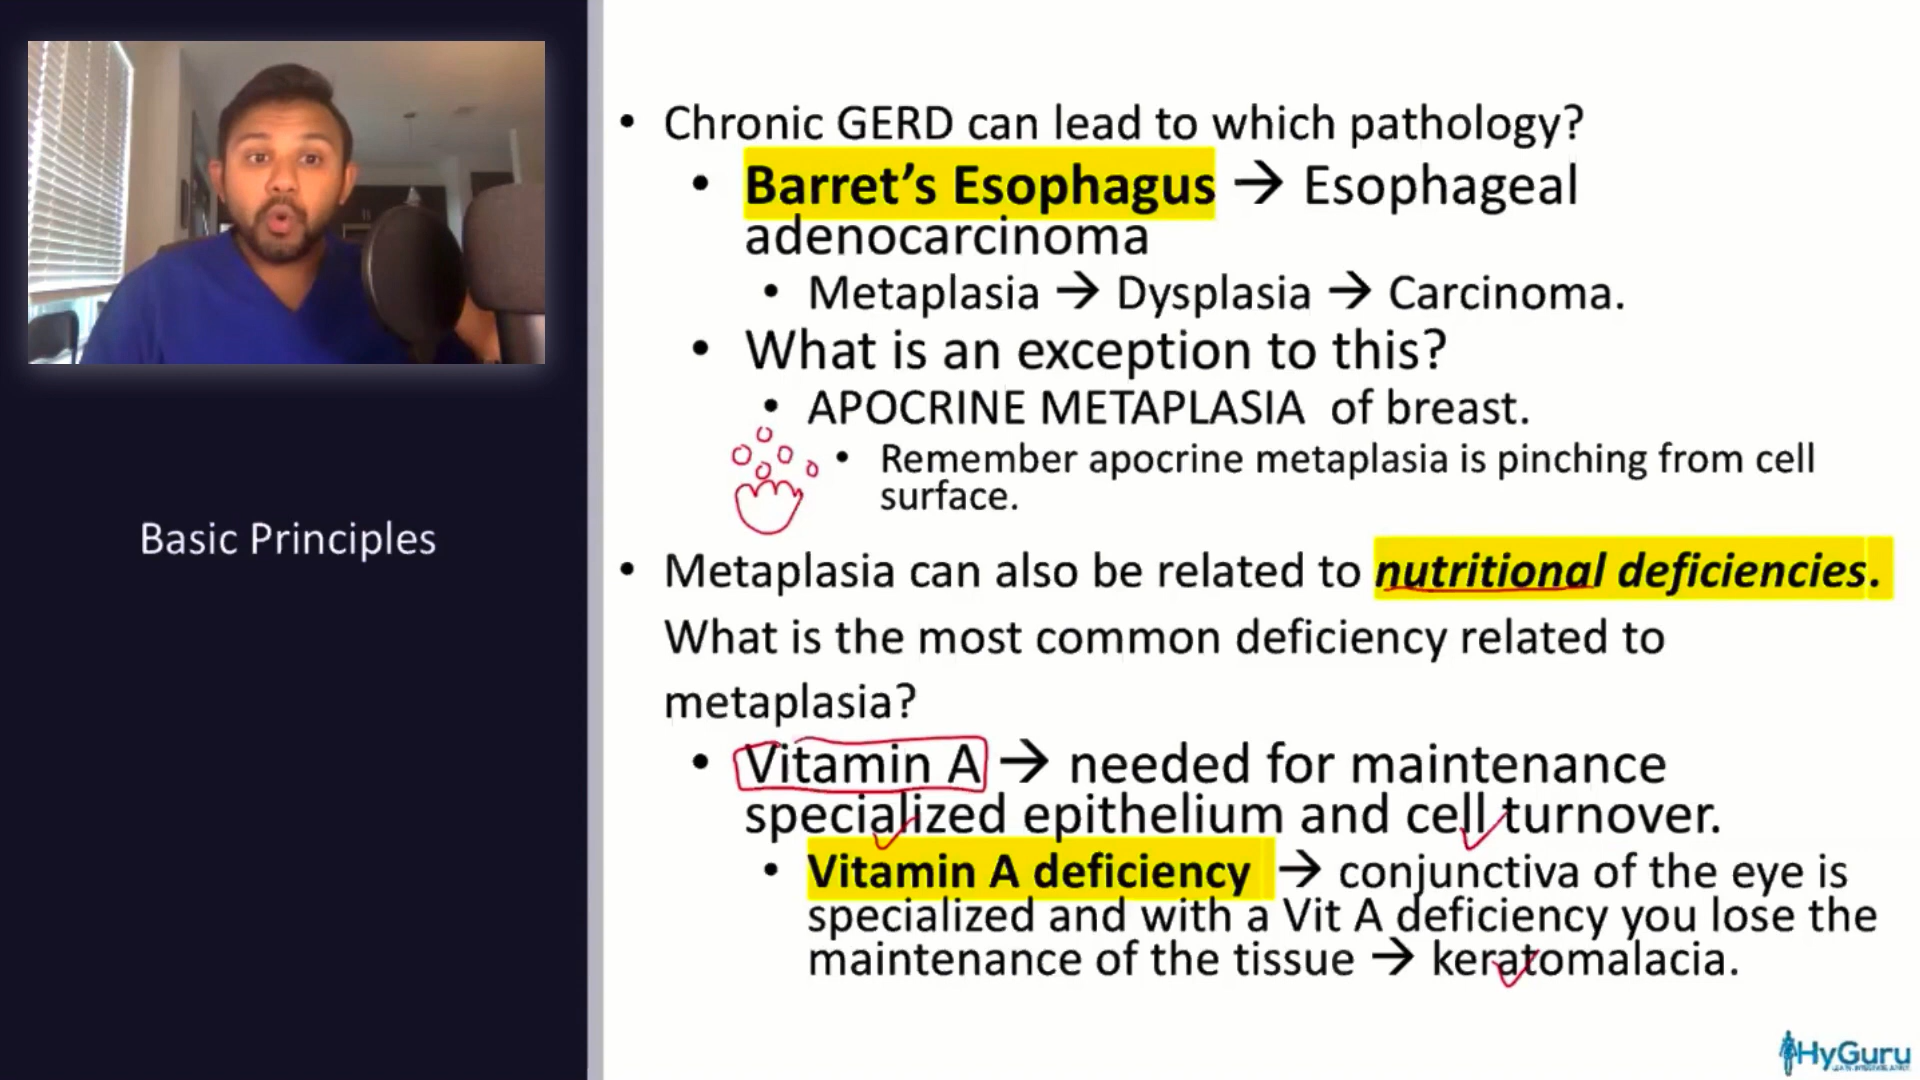 Basic Principles
• Chronic GERD can lead to which pathology?
• Barret’s Esophagus → Esophageal
adenocarcinoma
• Metaplasia → Dysplasia → Carcinoma.
• What is an exception to this?
• APOCRINE METAPLASIA of breast.
• Remember apocrine metaplasia is pinching from cell
surface.
• Metaplasia can also be related to nutritional deficiencies.
What is the most common deficiency related to
metaplasia?
• Vitamin A → needed for maintenance
specialized epithelium and cell turnover.
• Vitamin A deficiency → conjunctiva of the eye is
specialized and with a Vit A deficiency you lose the
maintenance of the tissue → keratomalacia.
HyGuru